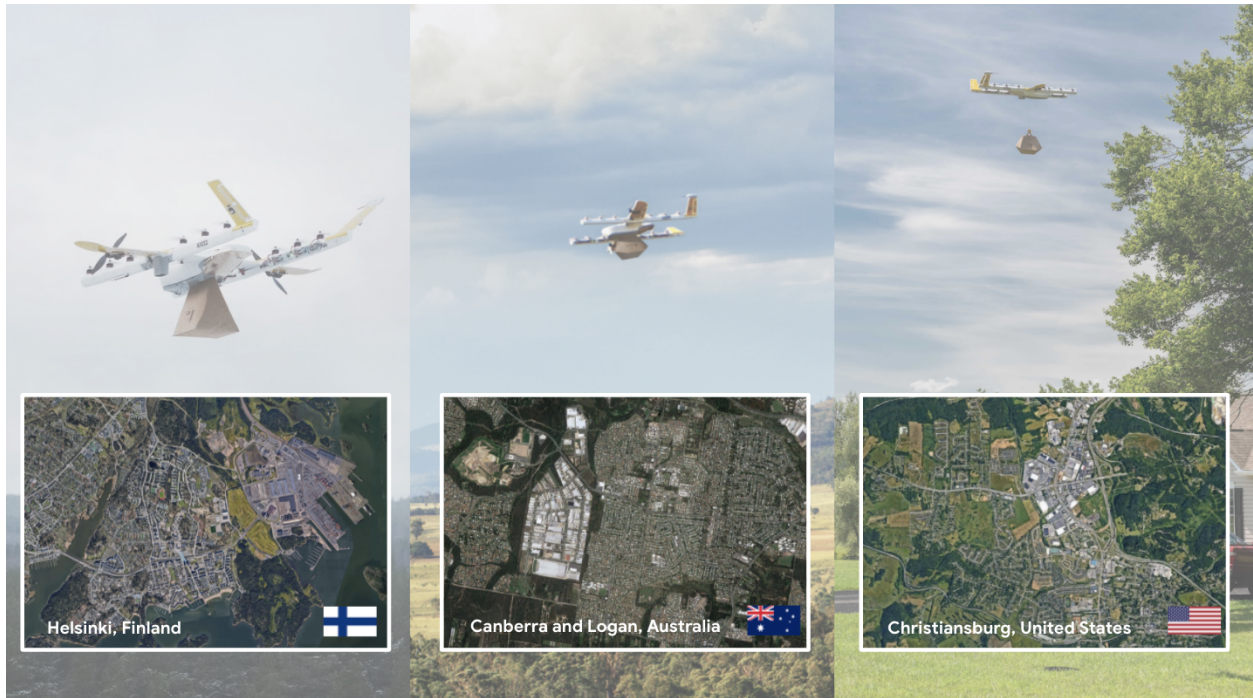 Helsinki, Finland
Canberra and Logan, Australia
Christiansburg, United States